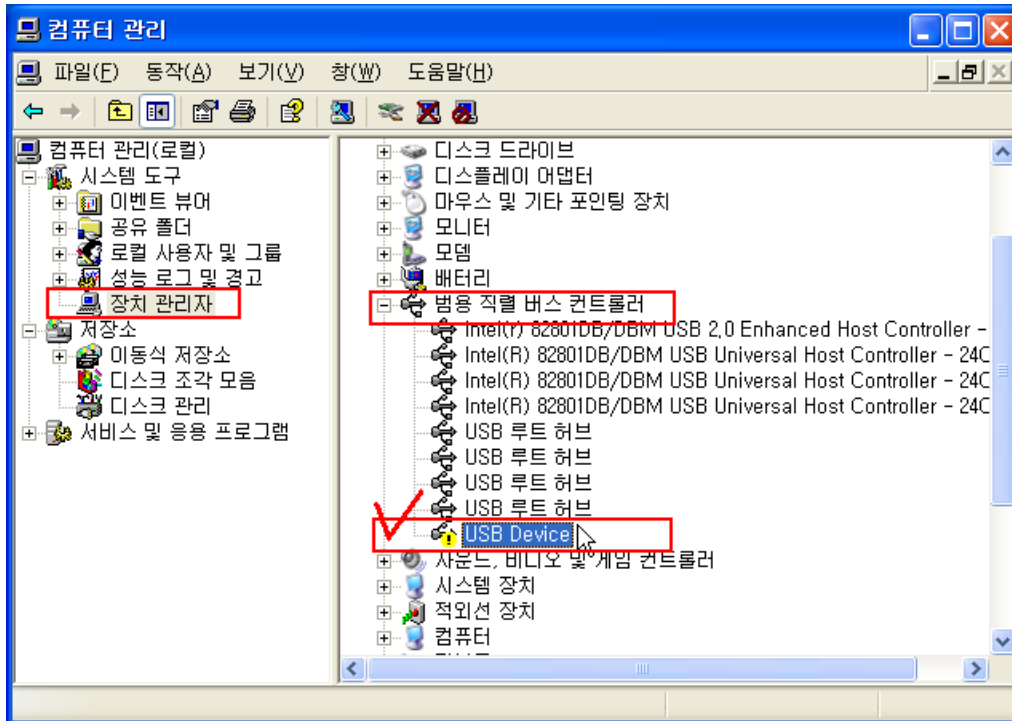 컴퓨터 관리
파일(F) 동작(A) 보기(V) 창(W) 도움말(H)
컴퓨터 관리(로컬)
시스템 도구
이벤트 뷰어
공유 폴더
로컬 사용자 및 그룹
성능 로그 및 경고
장치 관리자
저장소
이동식 저장소
디스크 조각 모음
디스크 관리
서비스 및 응용 프로그램
디스크 드라이브
디스플레이 어댑터
마우스 및 기타 포인팅 장치
모니터
모뎀
배터리
범용 직렬 버스 컨트롤러
Intel(r) 82801DB/DBM USB 2.0 Enhanced Host Controller -
Intel(R) 82801DB/DBM USB Universal Host Controller - 24C
Intel(R) 82801DB/DBM USB Universal Host Controller - 24C
Intel(R) 82801DB/DBM USB Universal Host Controller - 24C
USB 루트 허브
USB 루트 허브
USB 루트 허브
USB 루트 허브
USB Device
사운드, 비디오 및 게임 컨트롤러
시스템 장치
적외선 장치
컴퓨터